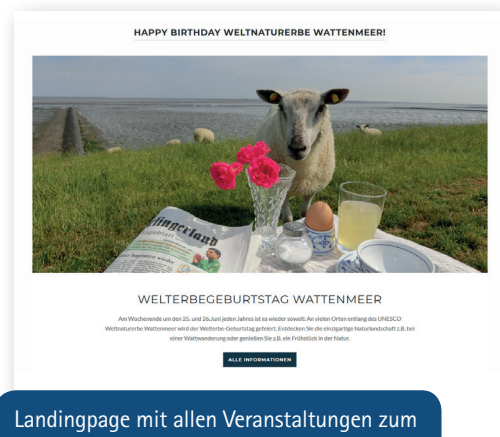 HAPPY BIRTHDAY WELTNATURERBE WATTENMEER!
fingerland
ageblatt
WELTERBEGEBURTSTAG WATTENMEER
Am Wochenende um den 25. und 26.Juni jeden Jahres ist es wieder soweit: An vielen Orten entlang des UNESCO
Weltnaturerbe Wattenmeer wird der Welterbe-Geburtstag gefeiert. Entdecken Sie die einzigartige Naturlandschaft z.B. bei
einer Wattwanderung oder genießen Sie z.B. ein Frühstück in der Natur.
ALLE INFORMATIONEN
Landingpage mit allen Veranstaltungen zum